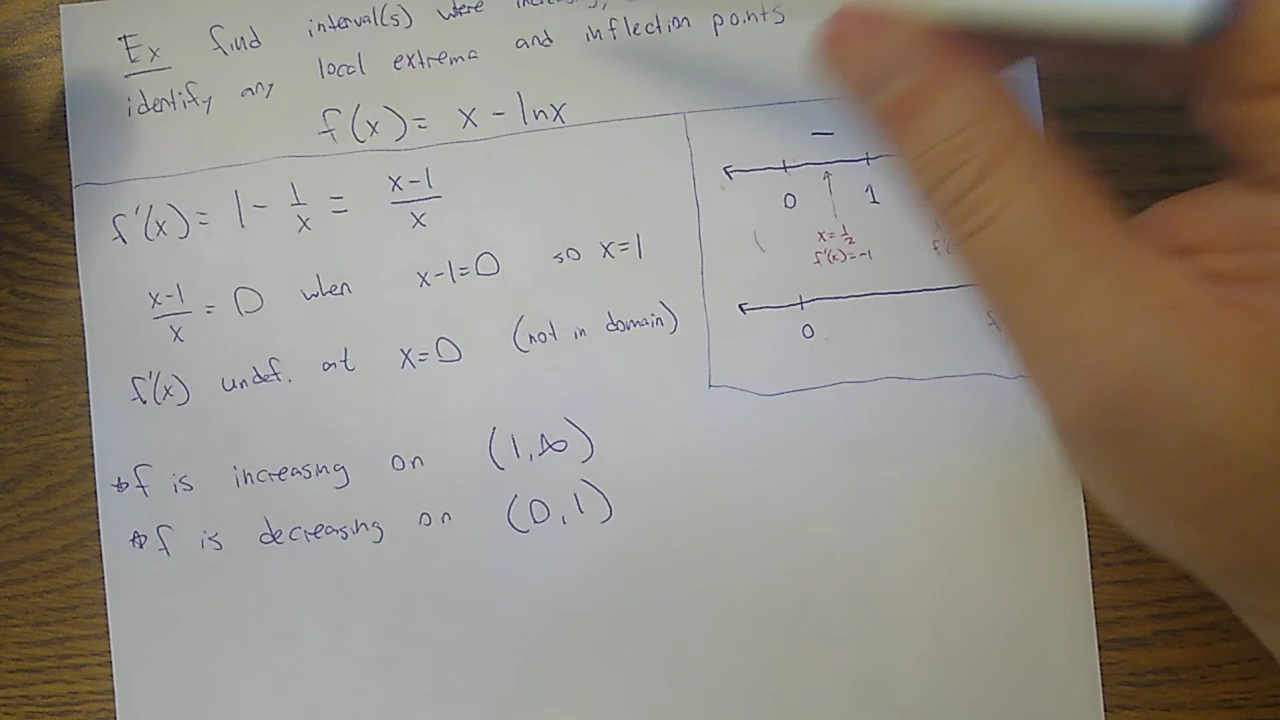 Ex find interval(s) were
identify any local extrema and inflection points
f(x) = x - lnx
f'(x) = 1 - 1/x = x-1/x
x-1/x = 0 when x-1=0 so x=1
f'(x) undef. at x=0 (not in domain)
*f is increasing on (1,∞)
*f is decreasing on (0,1)
−
0 1
x=1/2
f'(x)=-1
0